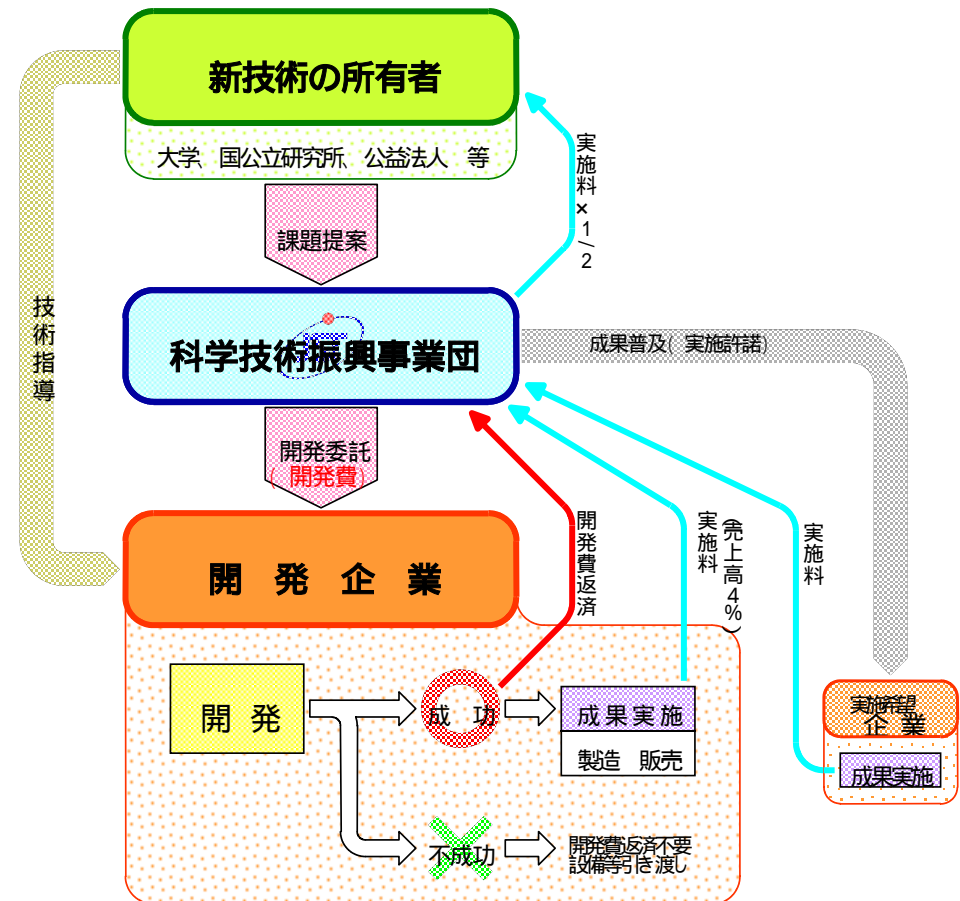 新技術の所有者
大学、国公立研究所、公益法人 等
実施料×1/2
課題提案
技術指導
科学技術振興事業団
成果普及( 実施許諾)
開発委託
( 開発費)
開発費返済
実施料
(売上高4%)
実施料
開 発 企 業
開 発
成 功
成果実施
製造 販売
実施希望
企 業
成果実施
不成功
開発費返済不要
設備等引き渡し